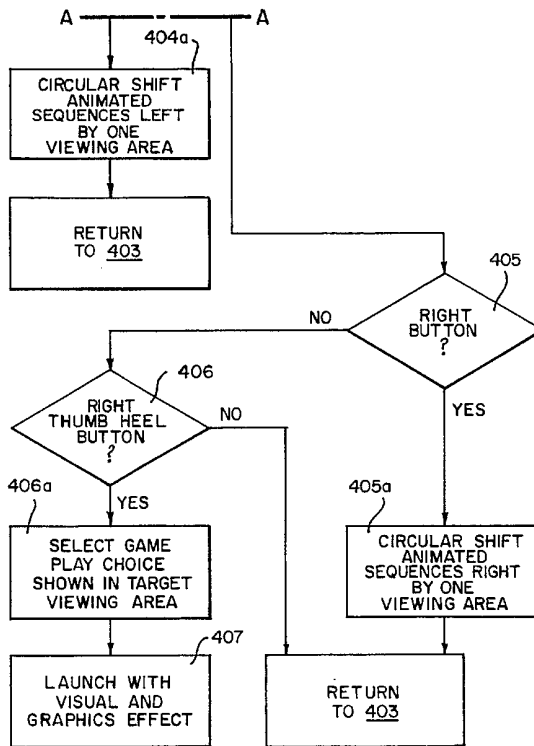 A A
404a
CIRCULAR SHIFT
ANIMATED
SEQUENCES LEFT
BY ONE
VIEWING AREA
RETURN
TO 403
405
RIGHT
BUTTON
?
NO
YES
406
RIGHT
THUMB HEEL
BUTTON
?
NO
YES
406a
SELECT GAME
PLAY CHOICE
SHOWN IN TARGET
VIEWING AREA
405a
CIRCULAR SHIFT
ANIMATED
SEQUENCES RIGHT
BY ONE
VIEWING AREA
407
LAUNCH WITH
VISUAL AND
GRAPHICS EFFECT
RETURN
TO 403